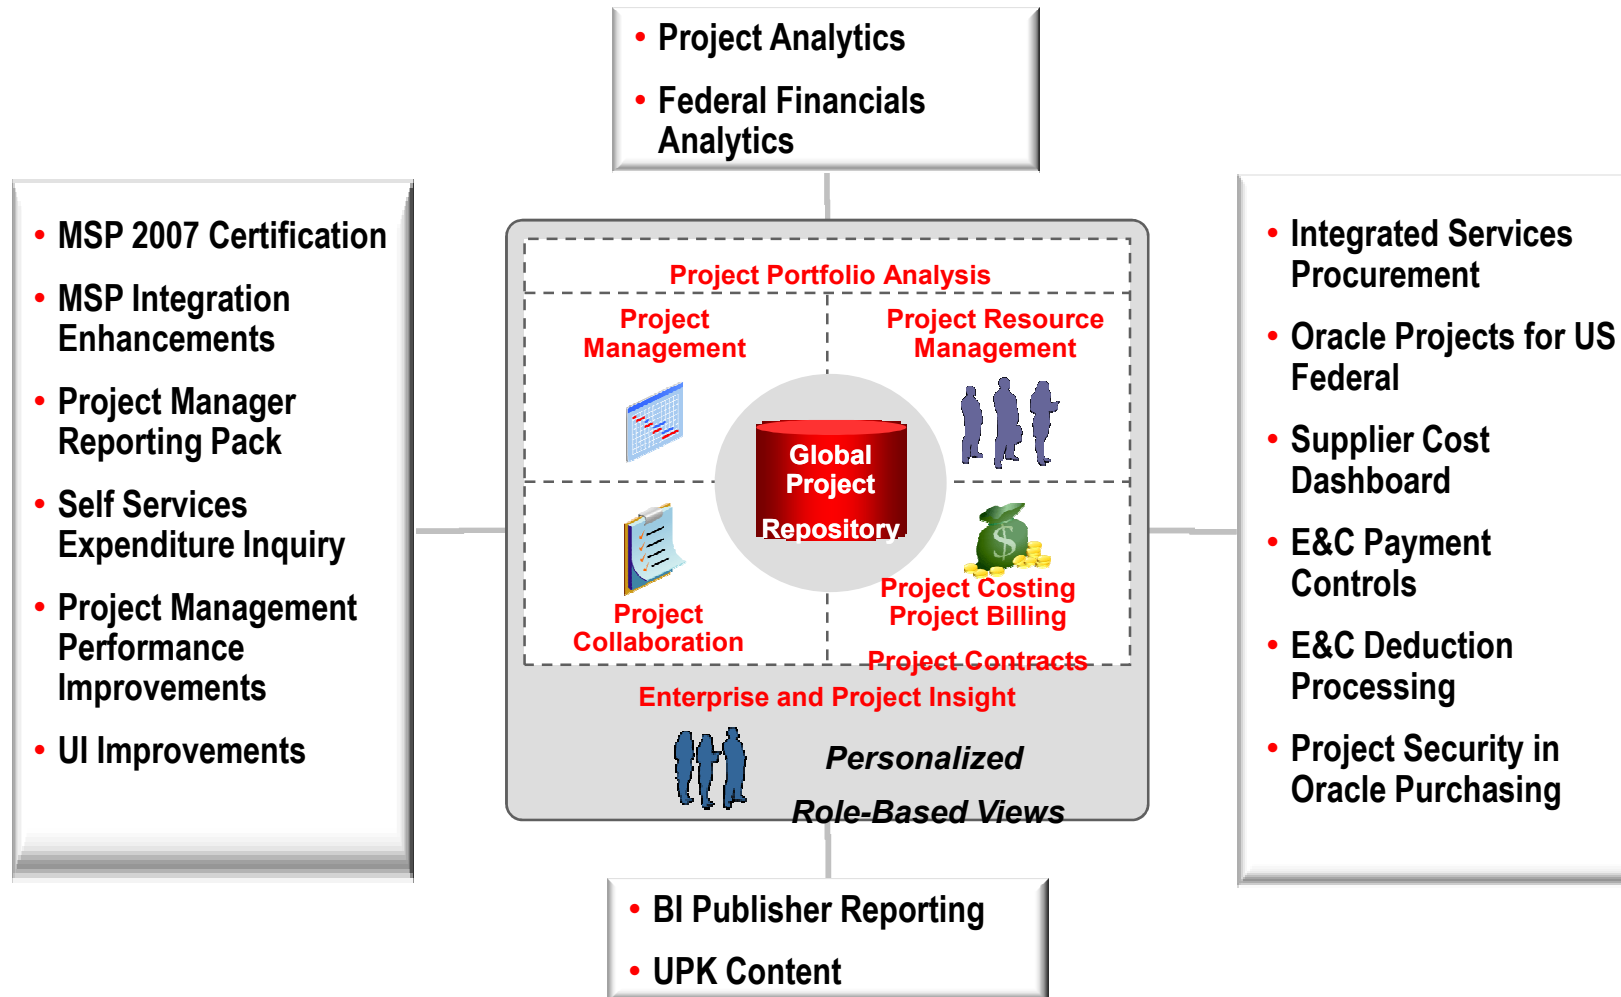 • Project Analytics
• Federal Financials
Analytics
• MSP 2007 Certification
• MSP Integration
Enhancements
• Project Manager
Reporting Pack
• Self Services
Expenditure Inquiry
• Project Management
Performance
Improvements
• UI Improvements
Project Portfolio Analysis
Project
Management
Project Resource
Management
Global
Project
Repository
$
Project
Collaboration
Project Costing
Project Billing
Project Contracts
Enterprise and Project Insight
Personalized
Role-Based Views
• Integrated Services
Procurement
• Oracle Projects for US
Federal
• Supplier Cost
Dashboard
• E&C Payment
Controls
• E&C Deduction
Processing
• Project Security in
Oracle Purchasing
• BI Publisher Reporting
• UPK Content